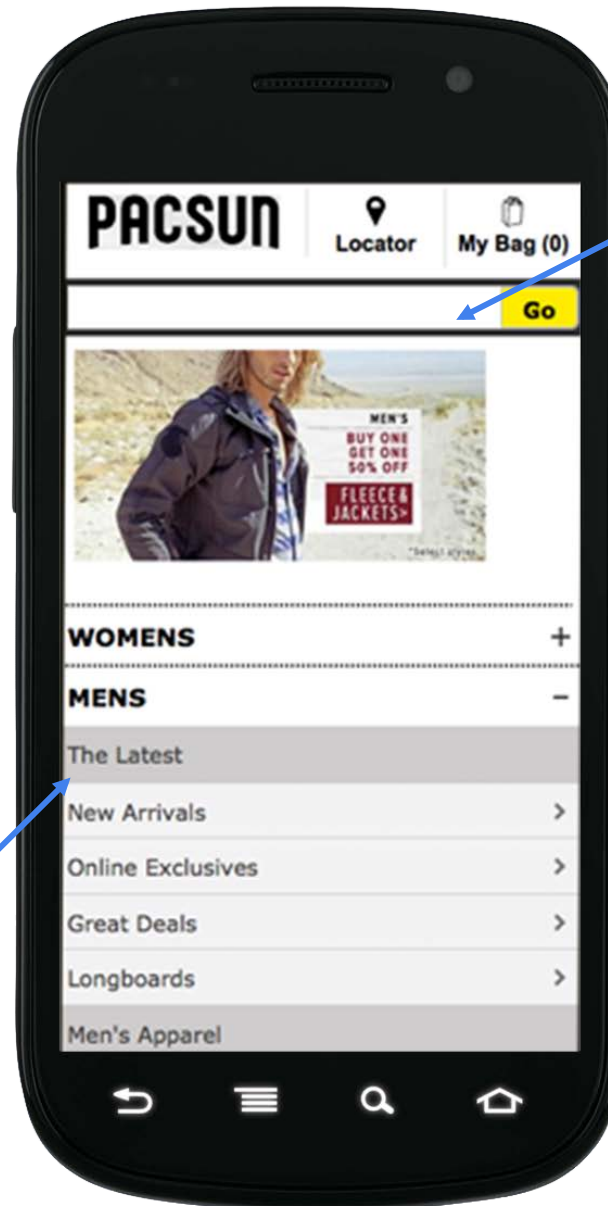 PACSUN
Locator
My Bag (0)
Go
MEN'S
BUY ONE
GET ONE
50% OFF
FLEECE &
JACKETS>
*Select styles
WOMENS +
MENS -
The Latest
New Arrivals >
Online Exclusives >
Great Deals >
Longboards >
Men's Apparel